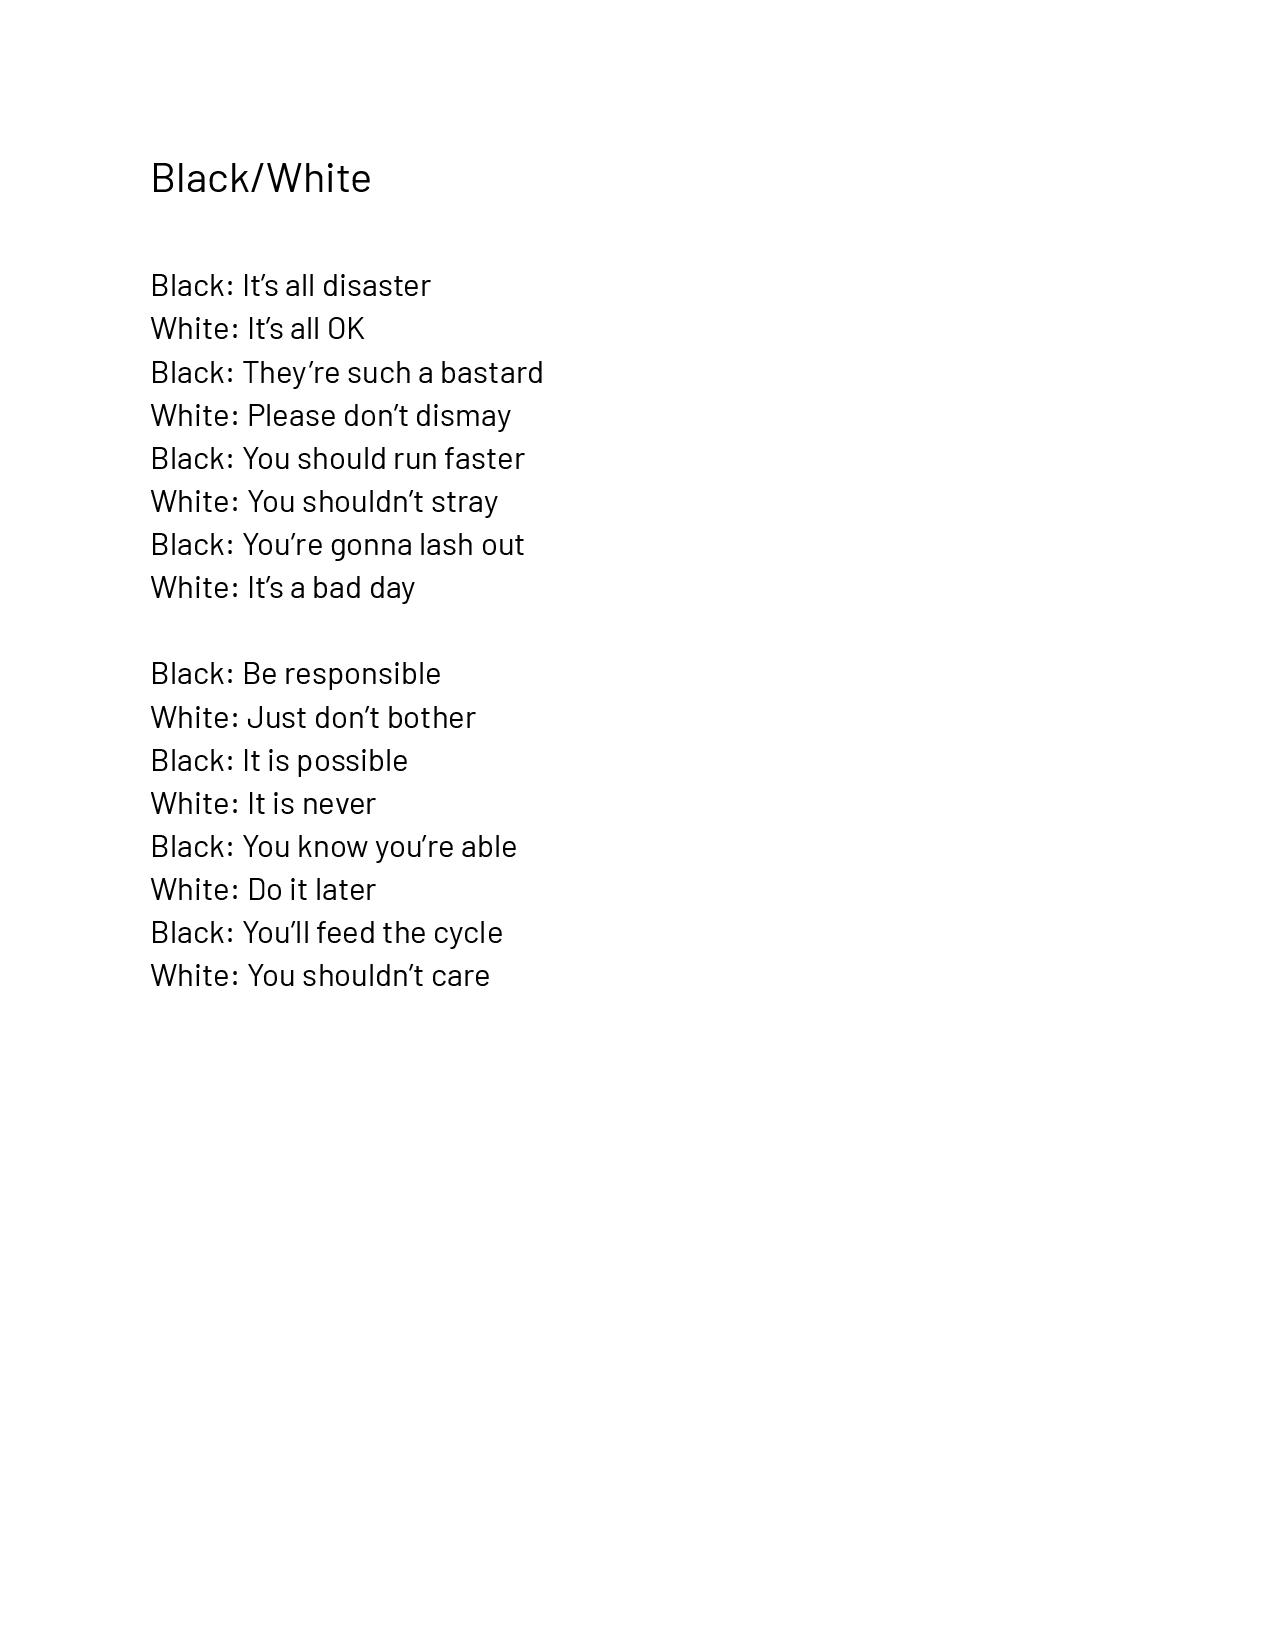 Black/White
Black: It’s all disaster
White: It’s all OK
Black: They’re such a bastard
White: Please don’t dismay
Black: You should run faster
White: You shouldn’t stray
Black: You’re gonna lash out
White: It’s a bad day
Black: Be responsible
White: Just don’t bother
Black: It is possible
White: It is never
Black: You know you’re able
White: Do it later
Black: You’ll feed the cycle
White: You shouldn’t care